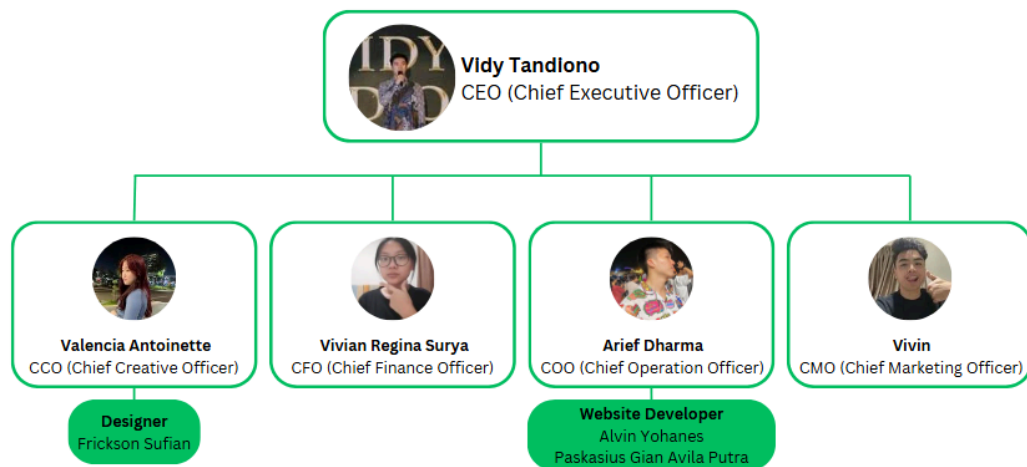 IDY
DO
Vidy Tandiono
CEO (Chief Executive Officer)
Valencia Antoinette
CCO (Chief Creative Officer)
Vivian Regina Surya
CFO (Chief Finance Officer)
Arief Dharma
COO (Chief Operation Officer)
Vivin
CMO (Chief Marketing Officer)
Designer
Frickson Sufian
Website Developer
Alvin Yohanes
Paskasius Gian Avila Putra